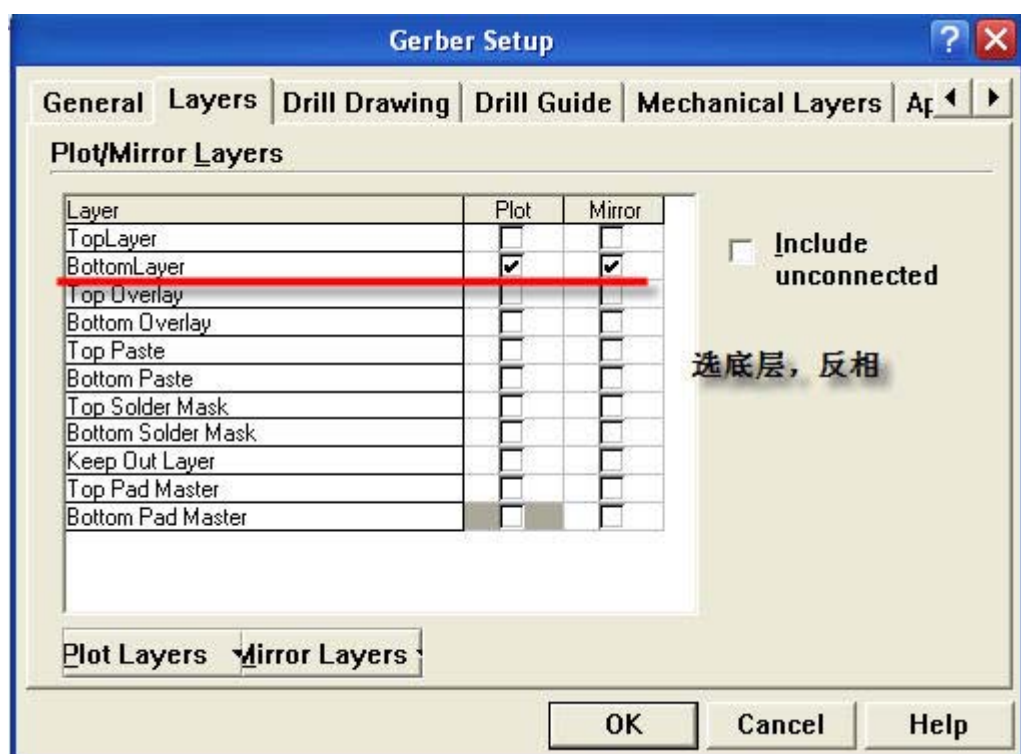 Gerber Setup
General Layers Drill Drawing Drill Guide Mechanical Layers
Plot/Mirror Layers
Layer Plot Mirror
TopLayer
BottomLayer
Top Overlay
Bottom Overlay
Top Paste
Bottom Paste
Top Solder Mask
Bottom Solder Mask
Keep Out Layer
Top Pad Master
Bottom Pad Master
Include
unconnected
选底层，反相
Plot Layers Mirror Layers
OK Cancel Help